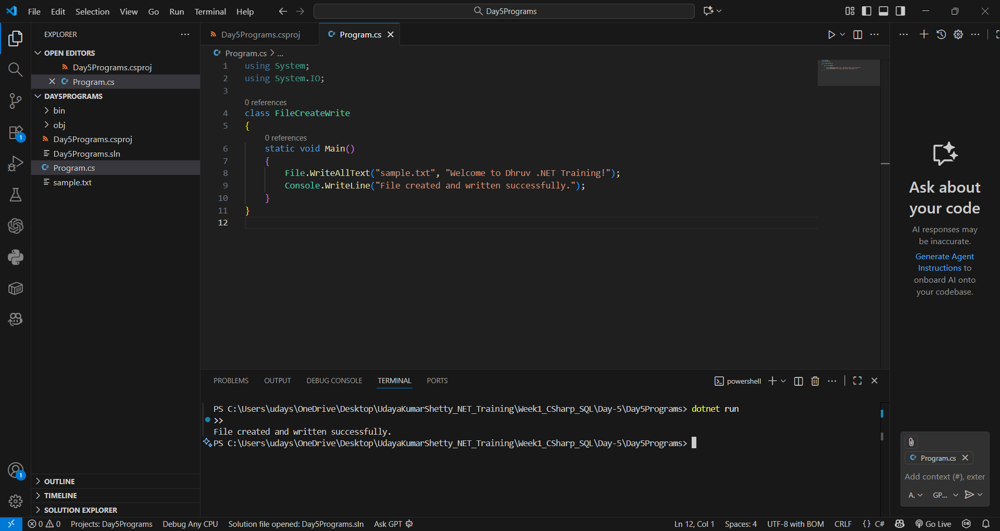 File Edit Selection View Go Run Terminal Help
Day5Programs
EXPLORER
OPEN EDITORS
Day5Programs.csproj
Program.cs
DAY5PROGRAMS
bin
obj
Day5Programs.csproj
Day5Programs.sln
Program.cs
sample.txt
OUTLINE
TIMELINE
SOLUTION EXPLORER
1
1
Day5Programs.csproj
Program.cs
Program.cs > ...
1 using System;
2 using System.IO;
3
0 references
4 class FileCreateWrite
5 {
0 references
6 static void Main()
7 {
8 File.WriteAllText("sample.txt", "Welcome to Dhruv .NET Training!");
9 Console.WriteLine("File created and written successfully.");
10 }
11 }
12
PROBLEMS OUTPUT DEBUG CONSOLE TERMINAL PORTS
powershell
PS C:\Users\udays\OneDrive\Desktop\UdayaKumarShetty_NET_Training\Week1_CSharp_SQL\Day-5\Day5Programs> dotnet run
>>
File created and written successfully.
PS C:\Users\udays\OneDrive\Desktop\UdayaKumarShetty_NET_Training\Week1_CSharp_SQL\Day-5\Day5Programs>
Ask about
your code
AI responses may
be inaccurate.
Generate Agent
Instructions to
onboard AI onto
your codebase.
Program.cs
Add context (#), exter
A.
GP...
0 0 Projects: Day5Programs Debug Any CPU Solution file opened: Day5Programs.sln Ask GPT
Ln 12, Col 1 Spaces: 4 UTF-8 with BOM CRLF {} C# Go Live